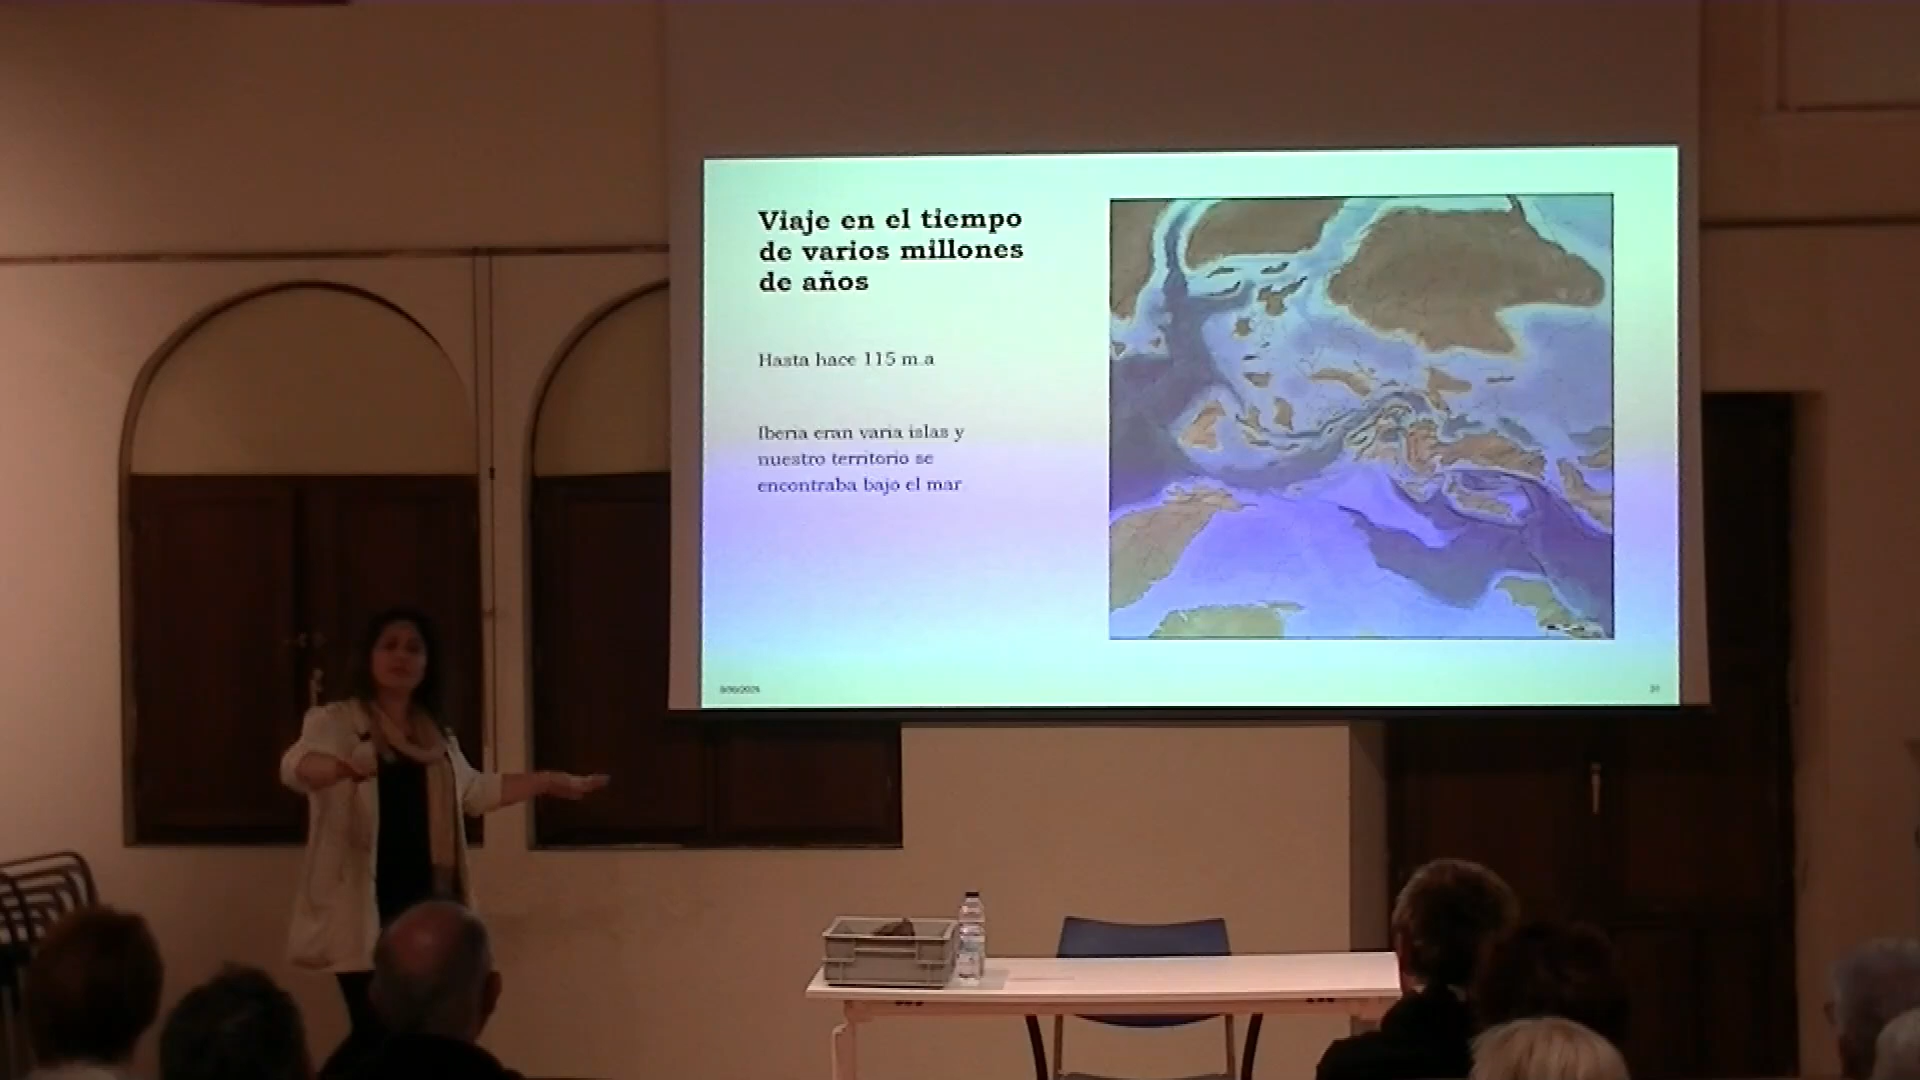 Viaje en el tiempo
de varios millones
de años
Hasta hace 115 m.a
Iberia eran varia islas y
nuestro territorio se
encontraba bajo el mar